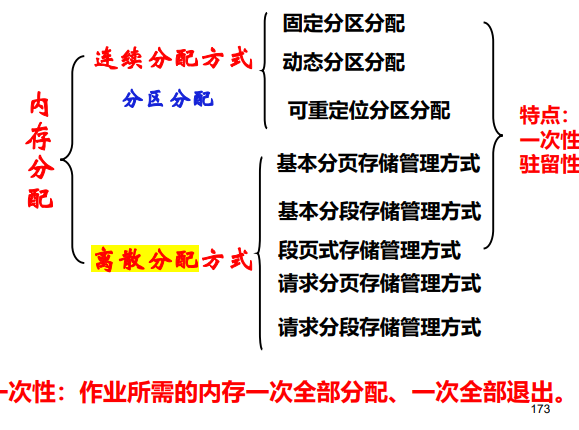 内存分配
连续分配方式
分区分配
固定分区分配
动态分区分配
可重定位分区分配
离散分配方式
基本分页存储管理方式
基本分段存储管理方式
段页式存储管理方式
请求分页存储管理方式
请求分段存储管理方式
特点：
一次性
驻留性
一次性：作业所需的内存一次全部分配、一次全部退出。
173